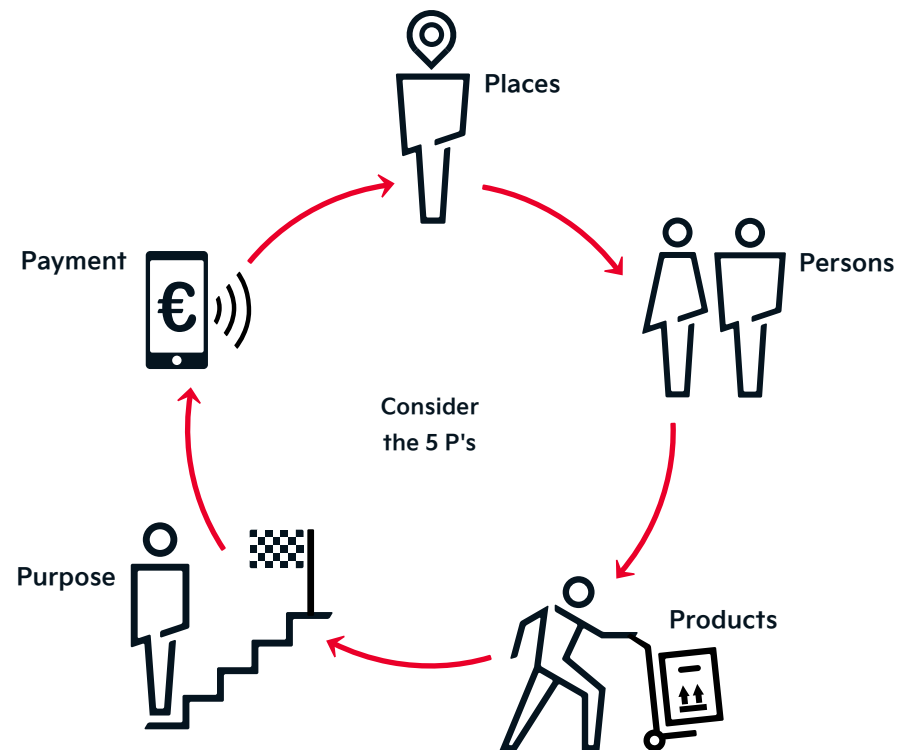 Places
Persons
Payment
€
Consider
the 5 P's
Purpose
Products